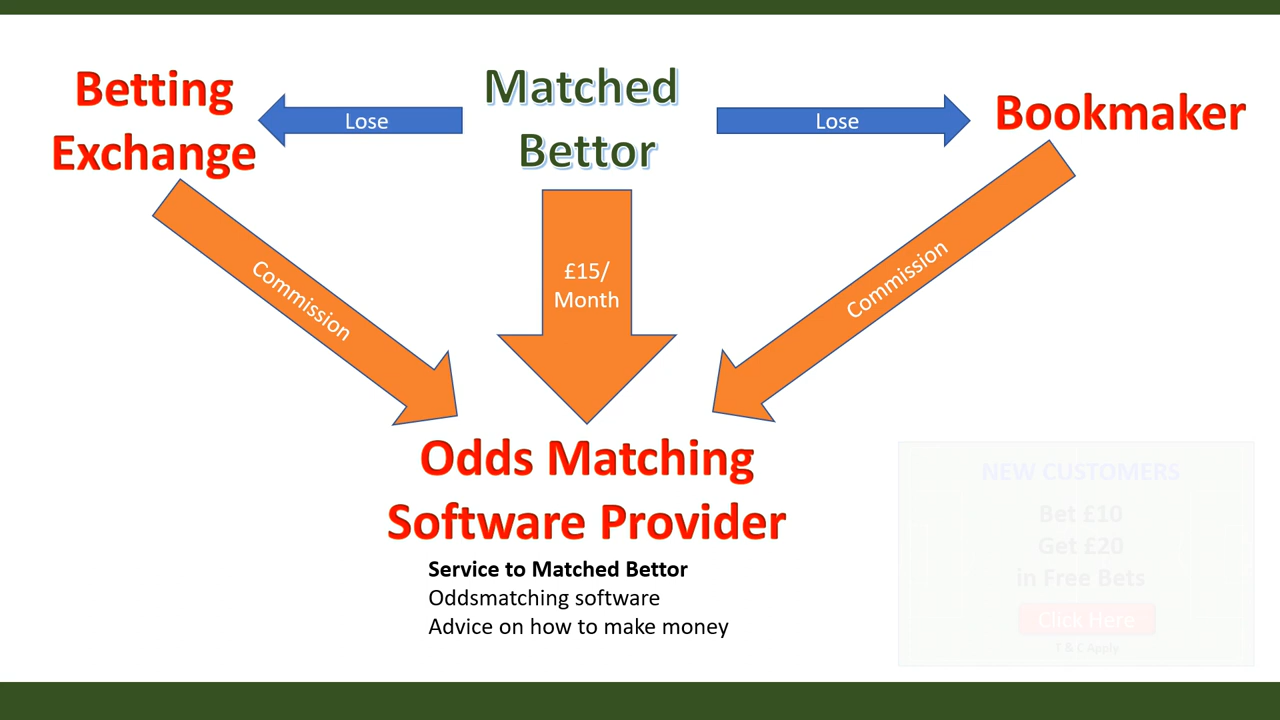 Betting
Exchange
Lose
Matched
Bettor
Lose
Bookmaker
Commission
£15/
Month
Commission
Odds Matching
Software Provider
Service to Matched Bettor
Oddsmatching software
Advice on how to make money
NEW CUSTOMERS
Bet £10
Get £20
in Free Bets
Click Here
T & C Apply